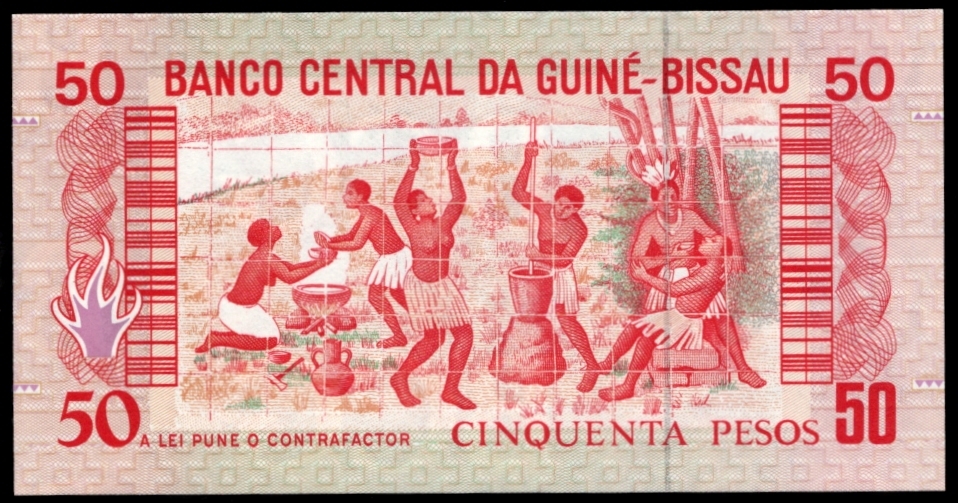 50 BANCO CENTRAL DA GUINÉ-BISSAU 50
50 A LEI PUNE O CONTRAFACTOR CINQUENTA PESOS 50